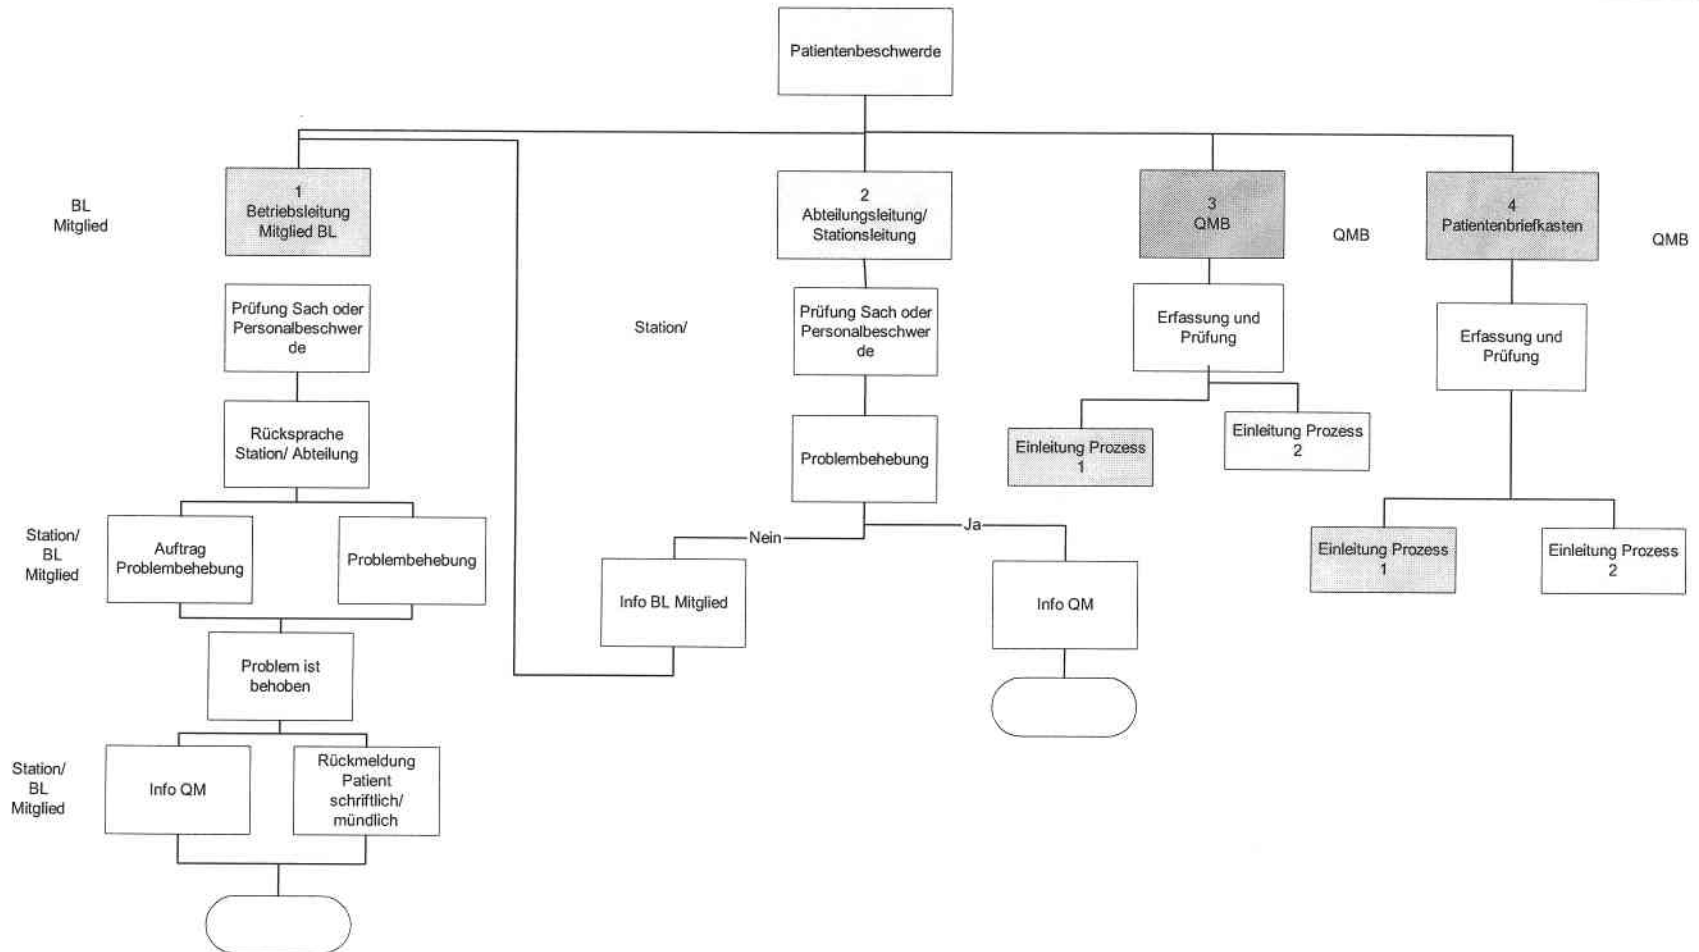 Patientenbeschwerde
BL
Mitglied
1
Betriebsleitung
Mitglied BL
2
Abteilungsleitung/
Stationsleitung
3
QMB
QMB
4
Patientenbriefkasten
QMB
Prüfung Sach oder
Personalbeschwer
de
Station/
Prüfung Sach oder
Personalbeschwer
de
Erfassung und
Prüfung
Erfassung und
Prüfung
Rücksprache
Station/ Abteilung
Problembehebung
Einleitung Prozess
1
Einleitung Prozess
2
Station/
BL
Mitglied
Auftrag
Problembehebung
Problembehebung
Nein
Ja
Einleitung Prozess
1
Einleitung Prozess
2
Info BL Mitglied
Info QM
Problem ist
behoben
Station/
BL
Mitglied
Info QM
Rückmeldung
Patient
schriftlich/
mündlich